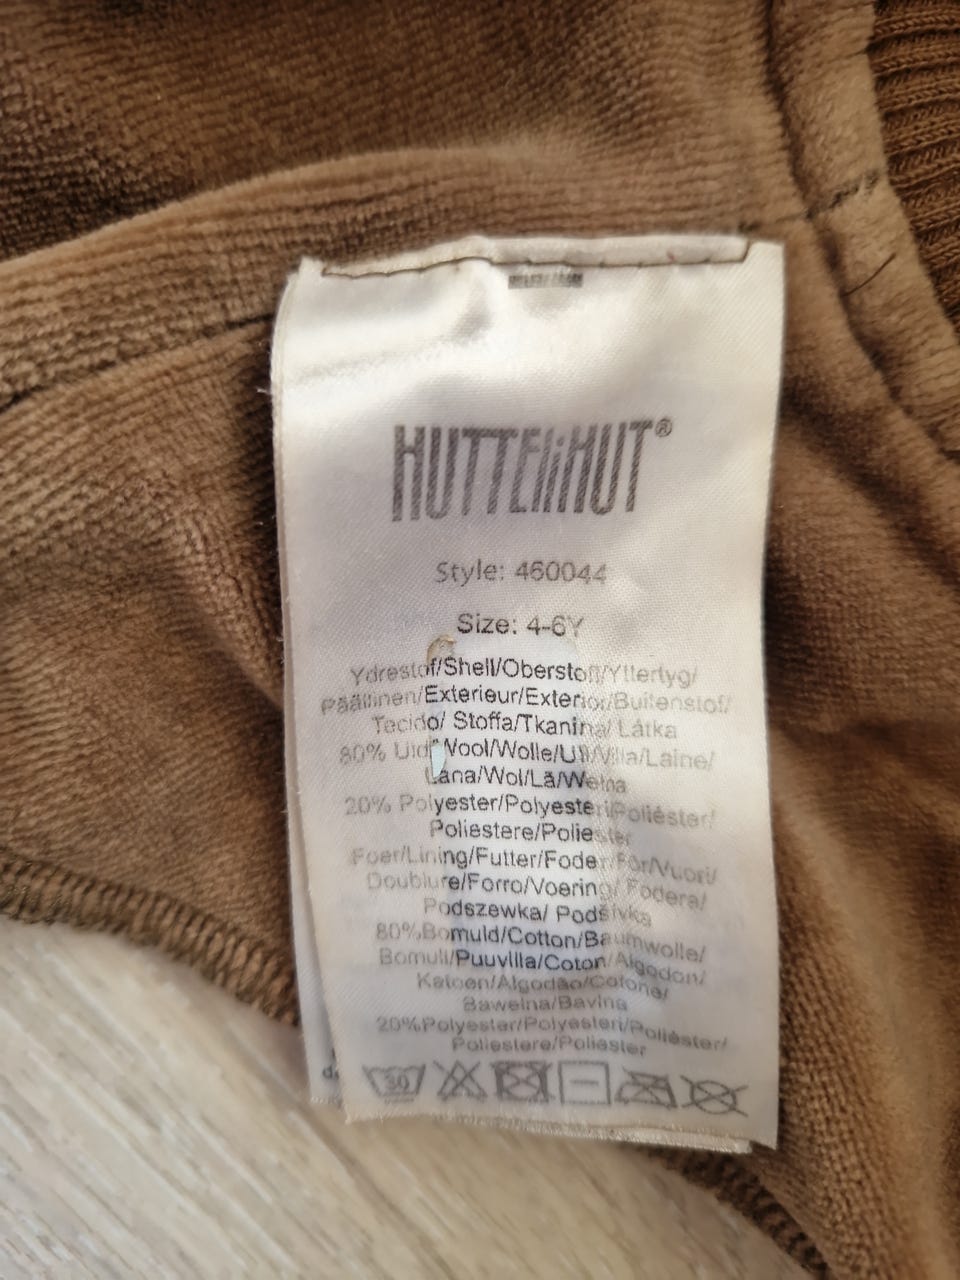 HUTTEliHUT®
Style: 460044
Size: 4-6Y
Ydrestof/Shell/Oberstoff/Yttertyg/
Päällinen/Exterieur/Exterior/Buitenstof/
Tecido/ Stoffa/Tkanina/ Látka
80% Uld/Wool/Wolle/Ull/Villa/Laine/
Lana/Wol/Lã/Wełna
20% Polyester/Polyesteri/Poliéster/
Poliestere/Poliester
Foer/Lining/Futter/Foder/För/Vuori/
Doublure/Forro/Voering/ Fodera/
Podszewka/ Podšívka
80%Bomuld/Cotton/Baumwolle/
Bomull/Puuvilla/Coton/Algodon/
Katoen/Algodão/Cotone/
Bawelna/Bavlna
20%Polyester/Polyesteri/Poliéster/
Poliestere/Poliester
de
30